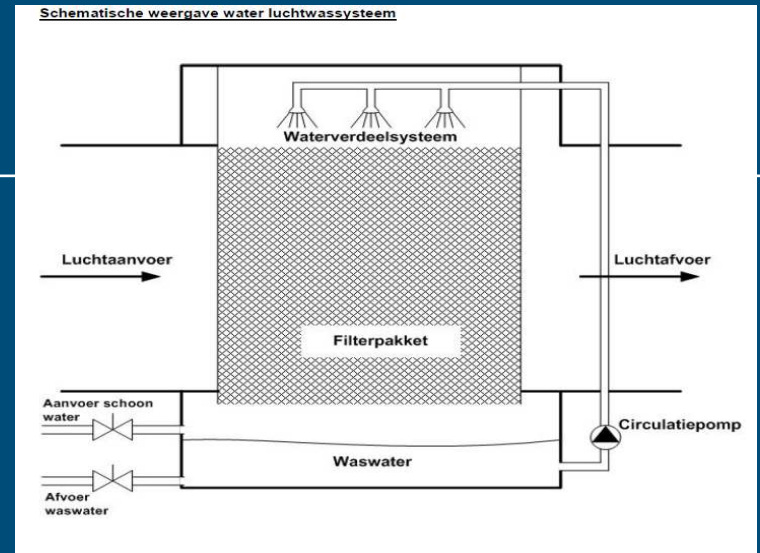 Schematische weergave water luchtwassysteem
Waterverdeelsysteem
Luchtaanvoer
Luchtafvoer
Filterpakket
Aanvoer schoon
water
Circulatiepomp
Waswater
Afvoer
waswater